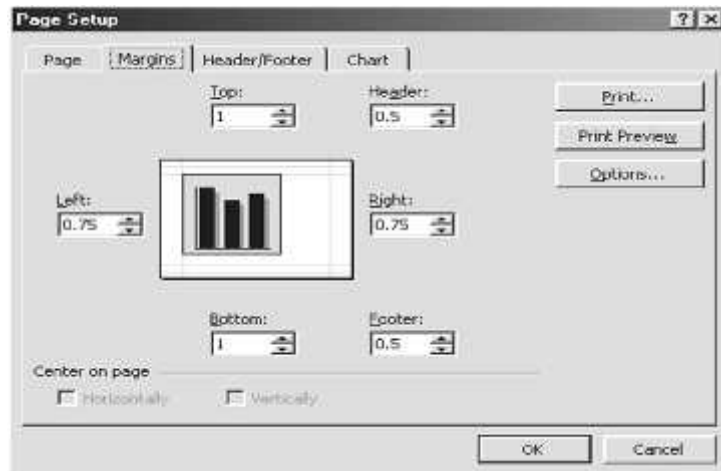 Page Setup
Page Margins Header/Footer Chart
Top: Header:
1 0.5
Print...
Print Preview
Options...
Left: Right:
0.75 0.75
Bottom: Footer:
1 0.5
Center on page
Horizontally Vertically
OK Cancel